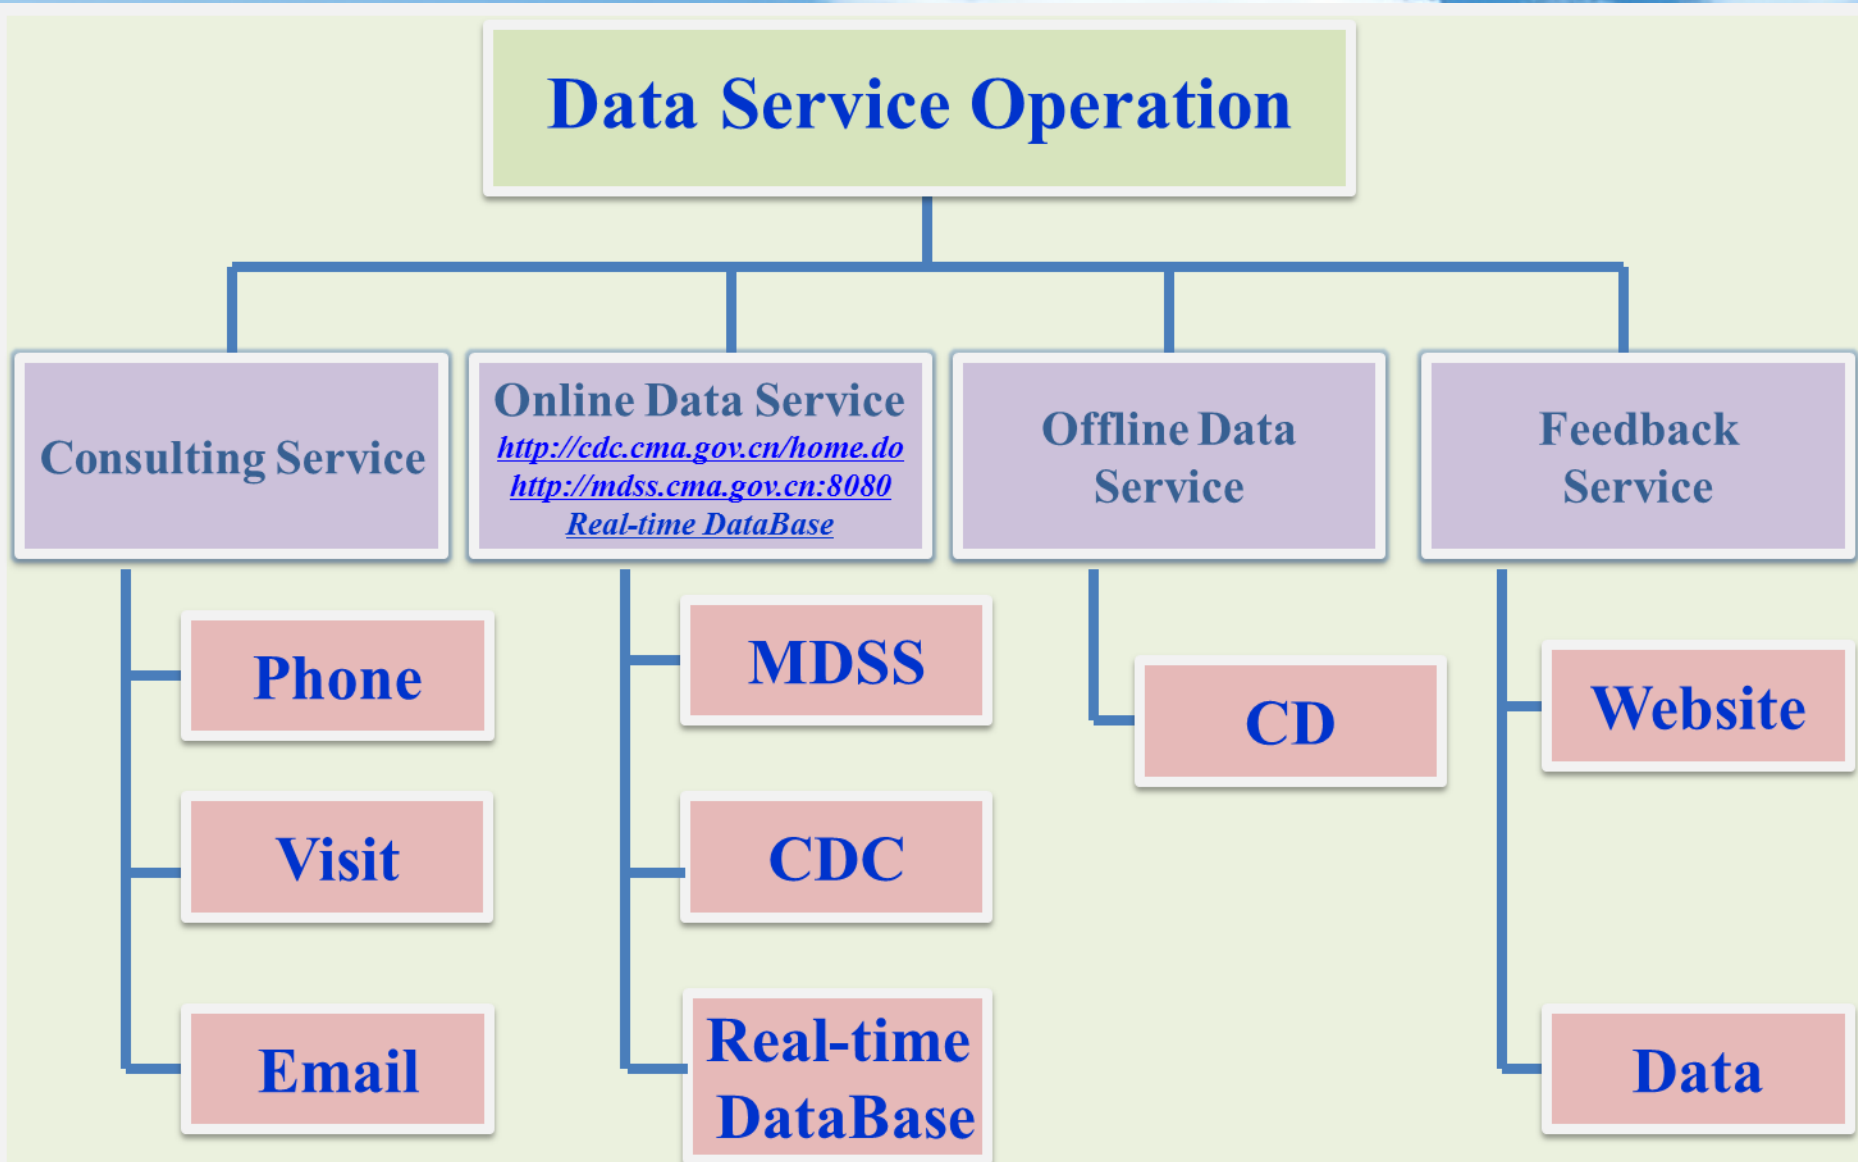 Data Service Operation
Consulting Service
Online Data Service
http://cdc.cma.gov.cn/home.do
http://mdss.cma.gov.cn:8080
Real-time DataBase
Offline Data
Service
Feedback
Service
Phone
Visit
Email
MDSS
CDC
Real-time
DataBase
CD
Website
Data